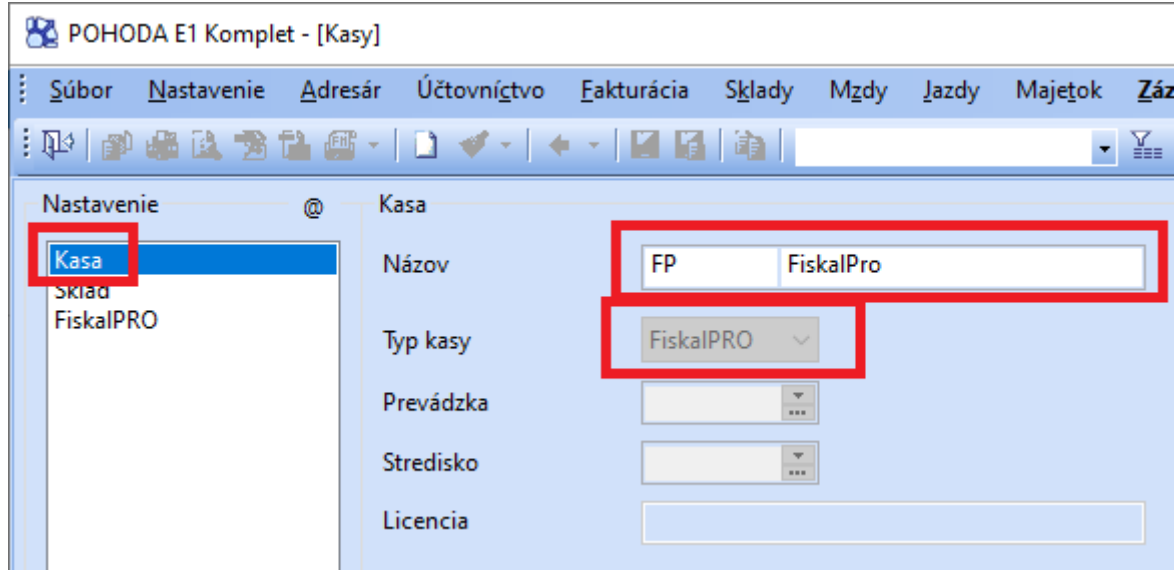 POHODA E1 Komplet - [Kasy]
Súbor Nastavenie Adresár Účtovníctvo Fakturácia Sklady Mzdy Jazdy Majetok Záz
Nastavenie @ Kasa
Kasa
Sklad
FiskalPRO
Názov FP FiskalPro
Typ kasy FiskalPRO
Prevádzka
Stredisko
Licencia